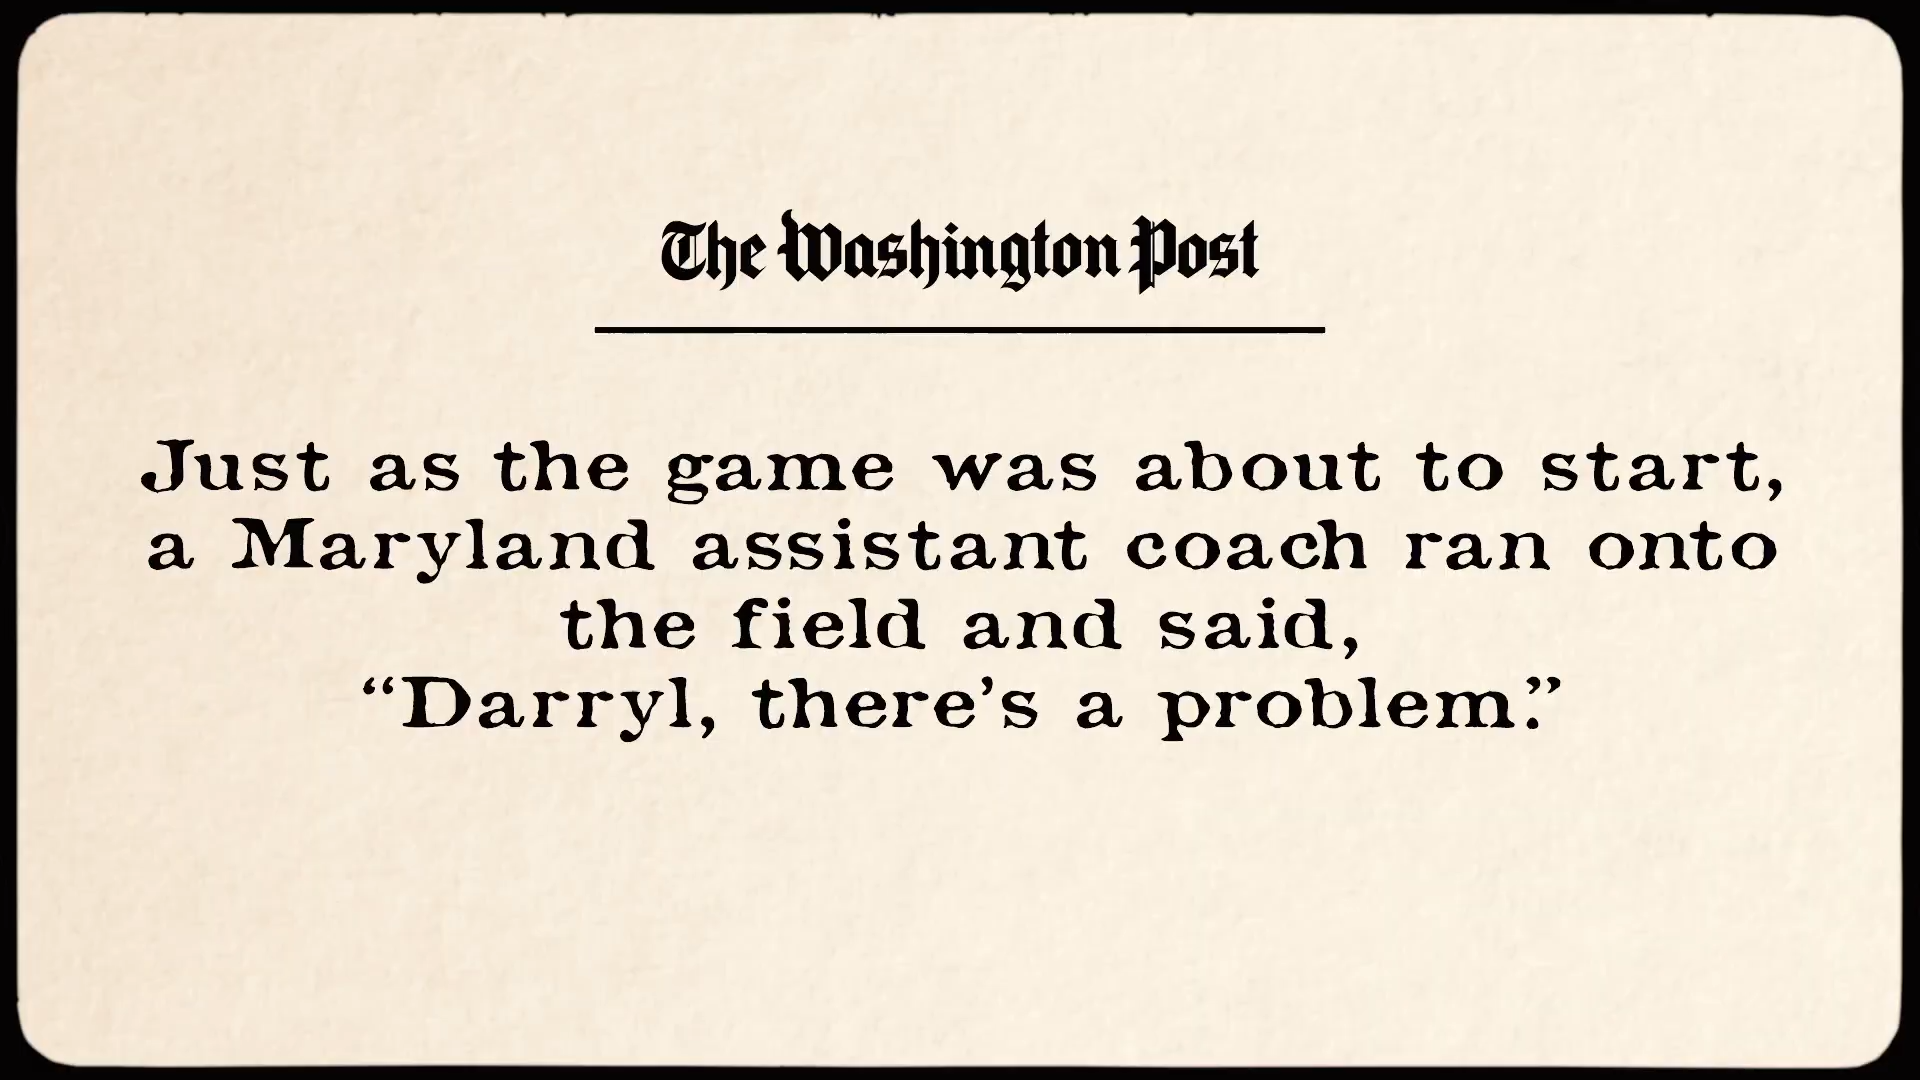 The Washington Post
Just as the game was about to start,
a Maryland assistant coach ran onto
the field and said,
“Darryl, there’s a problem.”